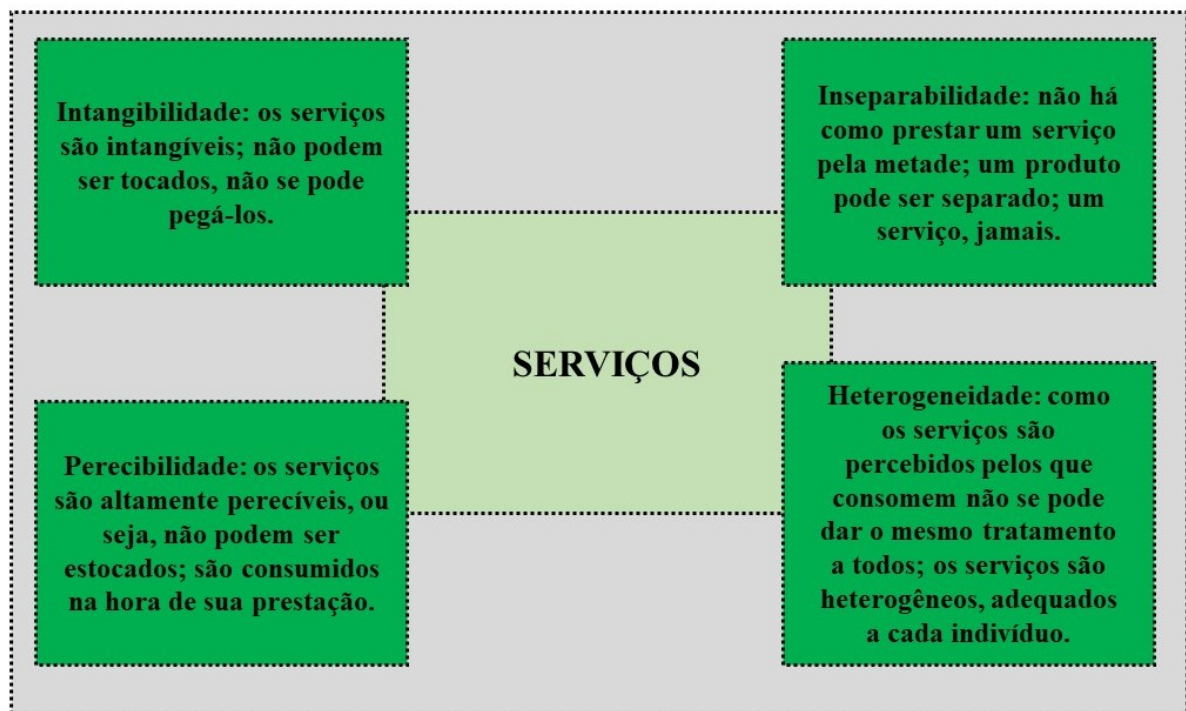 Intangibilidade: os serviços
são intangíveis; não podem
ser tocados, não se pode
pegá-los.
Inseparabilidade: não há
como prestar um serviço
pela metade; um produto
pode ser separado; um
serviço, jamais.
SERVIÇOS
Perecibilidade: os serviços
são altamente perecíveis, ou
seja, não podem ser
estocados; são consumidos
na hora de sua prestação.
Heterogeneidade: como
os serviços são
percebidos pelos que
consomem não se pode
dar o mesmo tratamento
a todos; os serviços são
heterogêneos, adequados
a cada indivíduo.